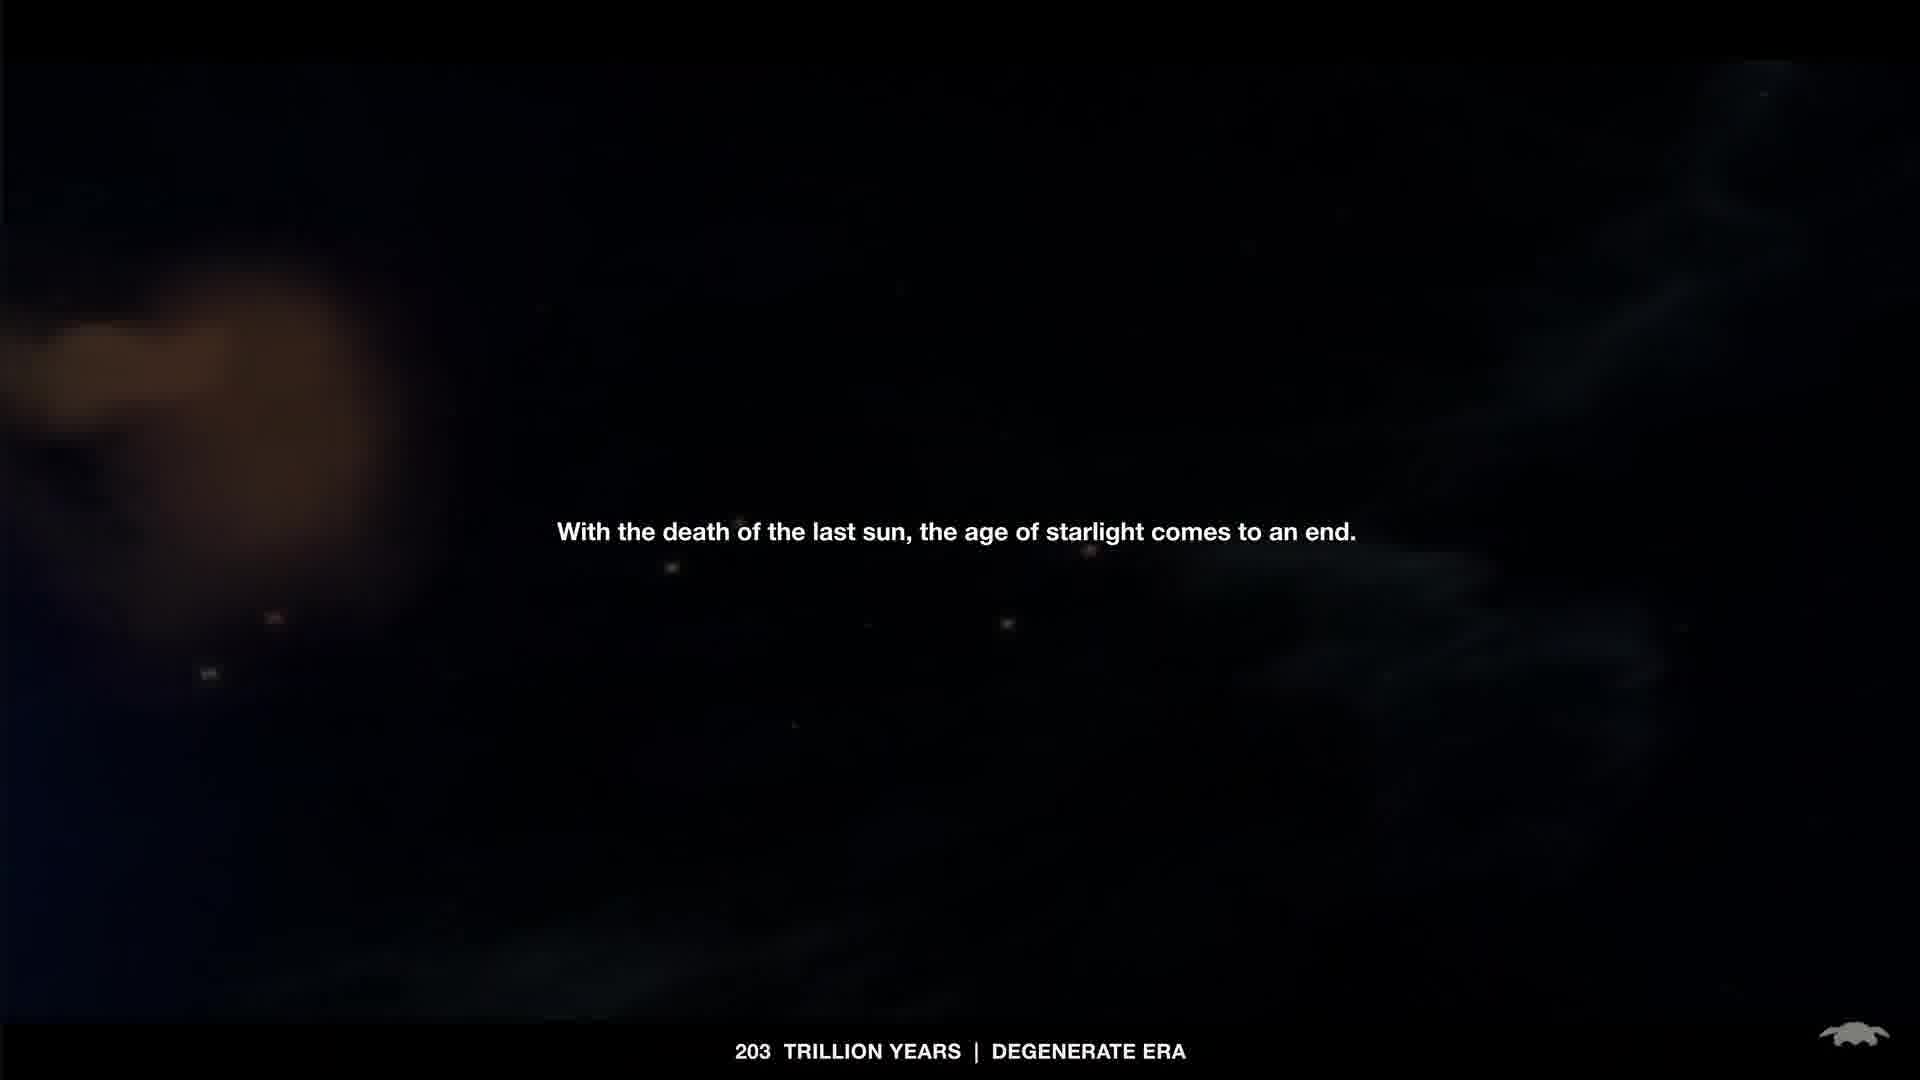 With the death of the last sun, the age of starlight comes to an end.
203 TRILLION YEARS | DEGENERATE ERA